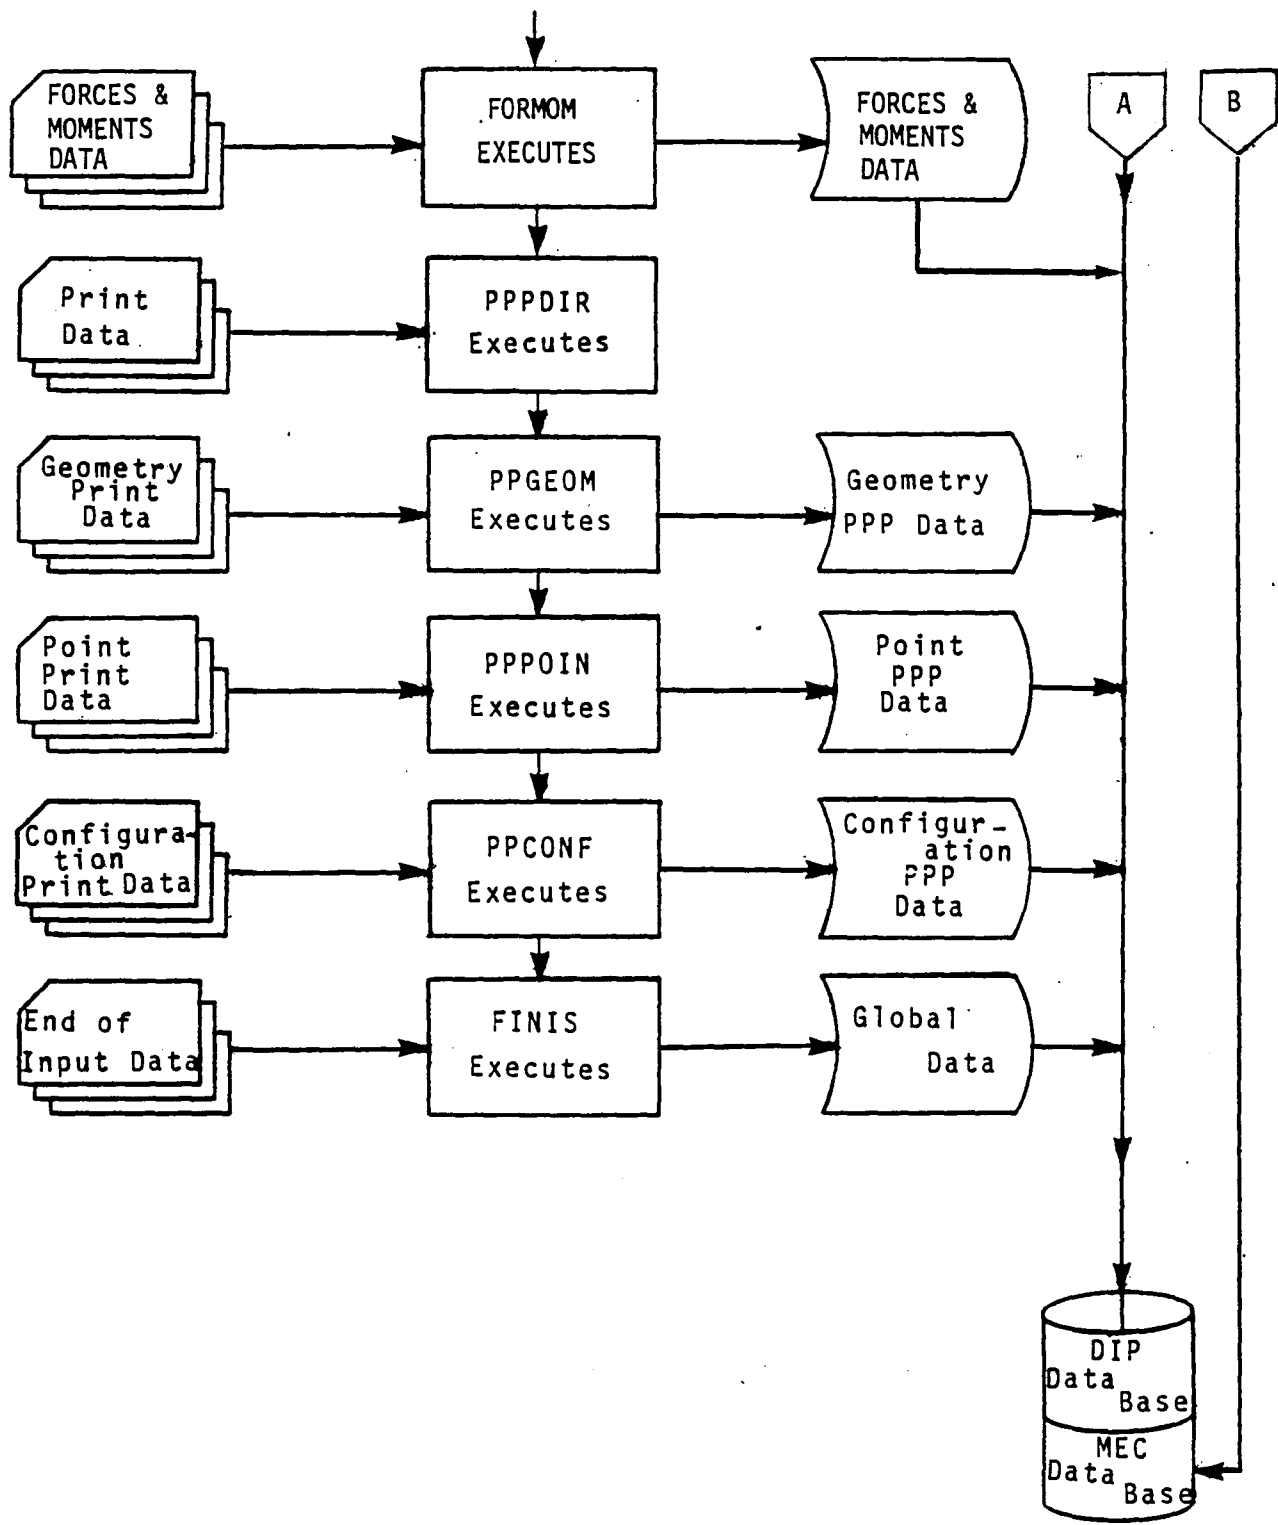 FORCES &
MOMENTS
DATA
FORMOM
EXECUTES
FORCES &
MOMENTS
DATA
A
B
Print
Data
PPPDIR
Executes
Geometry
Print
Data
PPGEOM
Executes
Geometry
PPP Data
Point
Print
Data
PPPOIN
Executes
Point
PPP
Data
Configura-
tion
Print Data
PPCONF
Executes
Configur-
ation
PPP
Data
End of
Input Data
FINIS
Executes
Global
Data
DIP
Data
Base
MEC
Data
Base